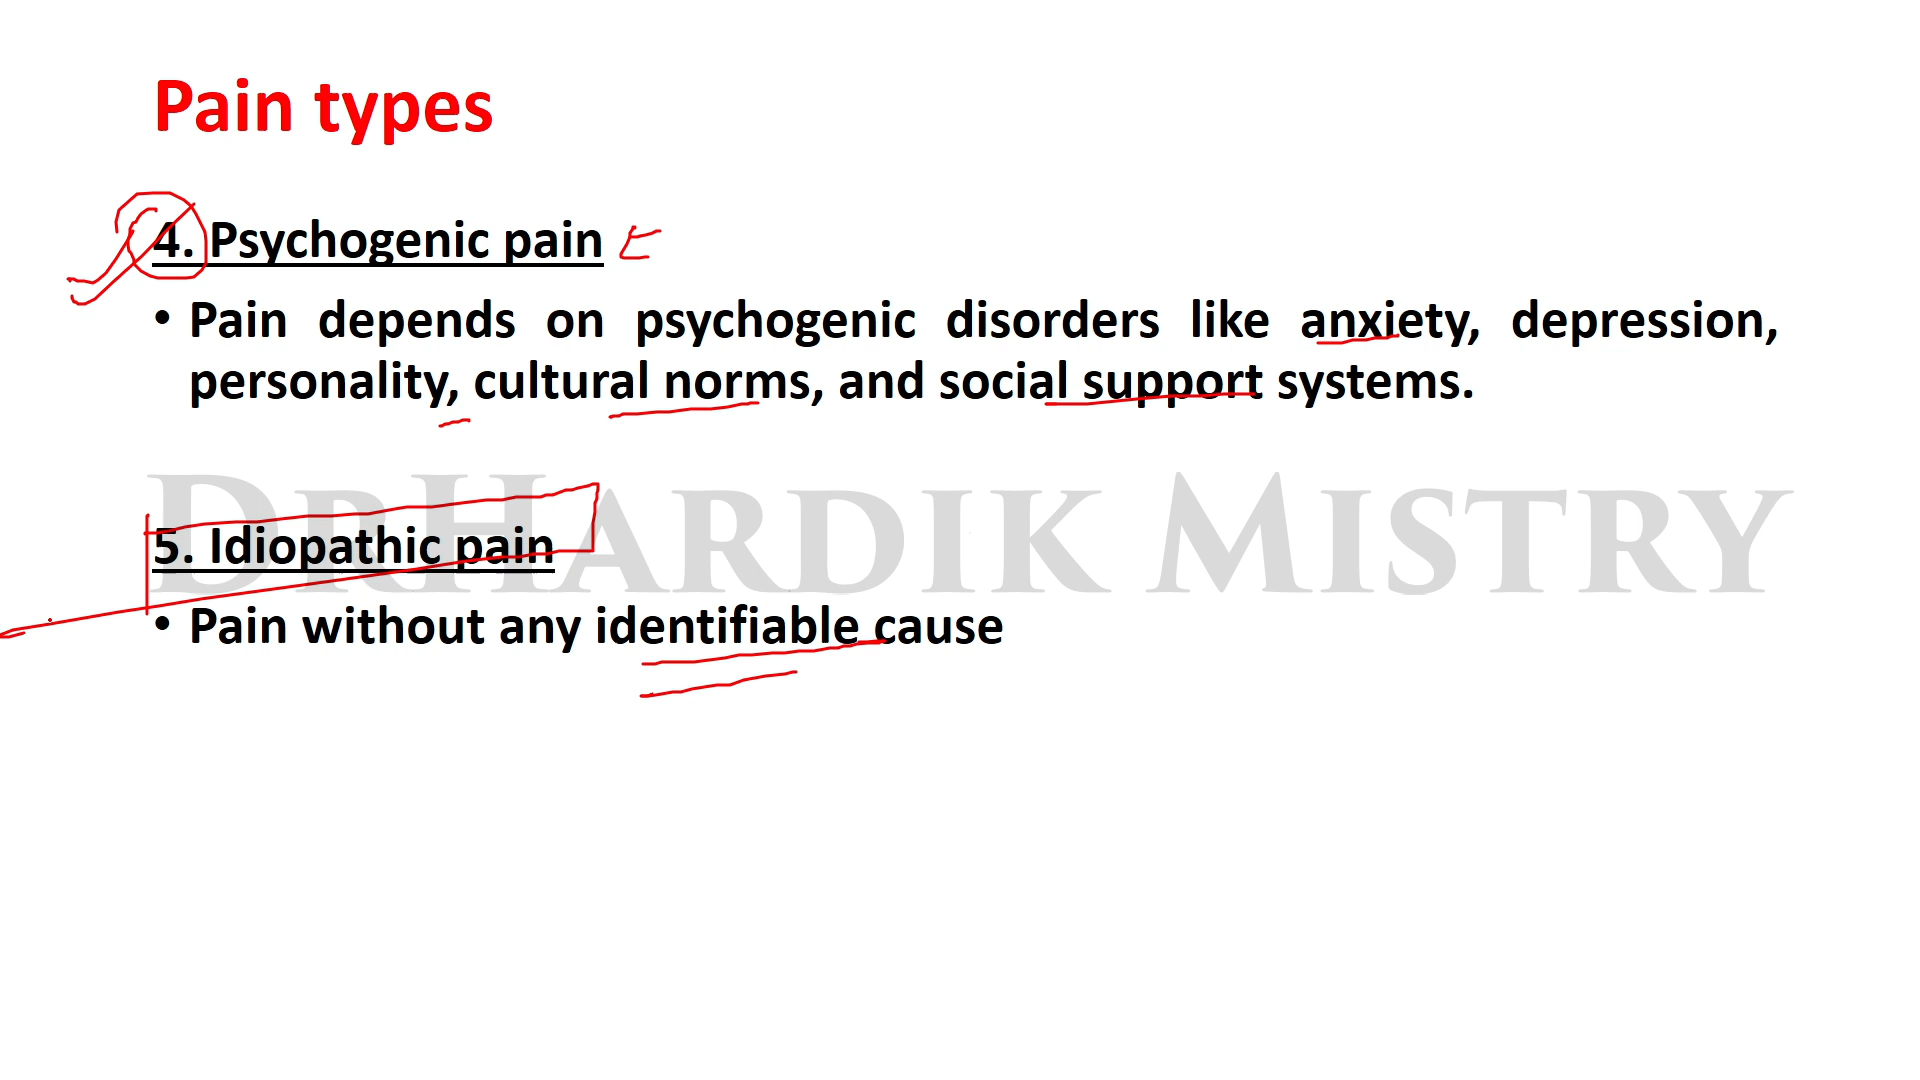 Pain types
4. Psychogenic pain
• Pain depends on psychogenic disorders like anxiety, depression,
personality, cultural norms, and social support systems.
DrHardik Mistry
5. Idiopathic pain
• Pain without any identifiable cause